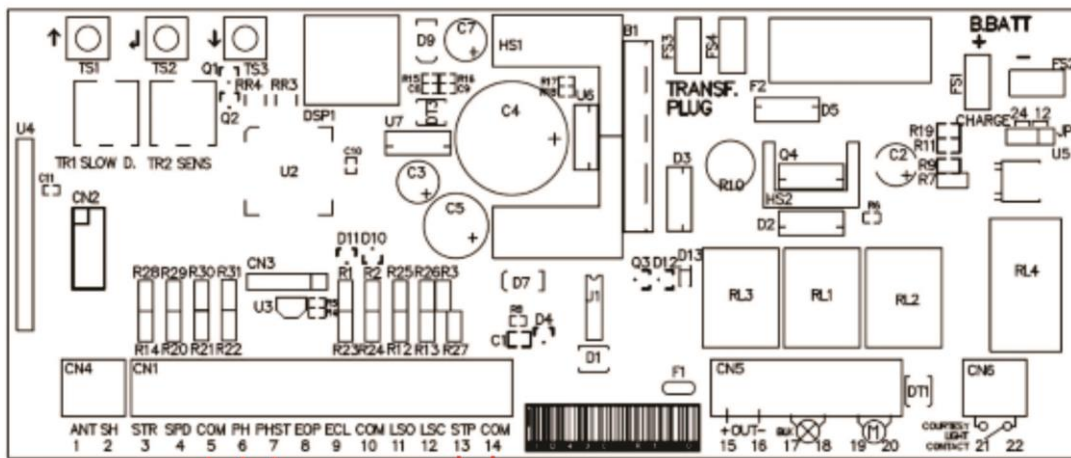 B.BATT
+ -
TS1 TS2 TS3
Q1
RR4 RR3
Q2
DSP1
D9
C7
HS1
B1
FS3 FS4
FS1
FS2
R15 R16
C8 C9
DT3
R17
R18
U6
TRANSF.
PLUG
F2
D5
CHARGE 24 12
JP
U4
TR1 SLOW D. TR2 SENS
U2
C10
U7
C4
R19
R11
R9
R7
U5
C11
CN2
C3
C5
D3
R10
Q4
HS2
C2
D2
R6
D11 D10
R28 R29 R30 R31
CN3
R1 R2 R25 R26 R3
D7
Q3 D12 D13
U3
R5
R4
U1
RL3 RL1 RL2 RL4
R8
D4
C1
R14 R20 R21 R22
R23 R24 R12 R13 R27
D1
CN4 CN1
F1
CN5
DT1
CN6
ANT SH STR SPD COM PH PHST EOP ECL COM LSO LSC STP COM
1 2 3 4 5 6 7 8 9 10 11 12 13 14
+ OUT- BLK M
15 16 17 18 19 20
COURTESY
LIGHT
CONTACT
21 22